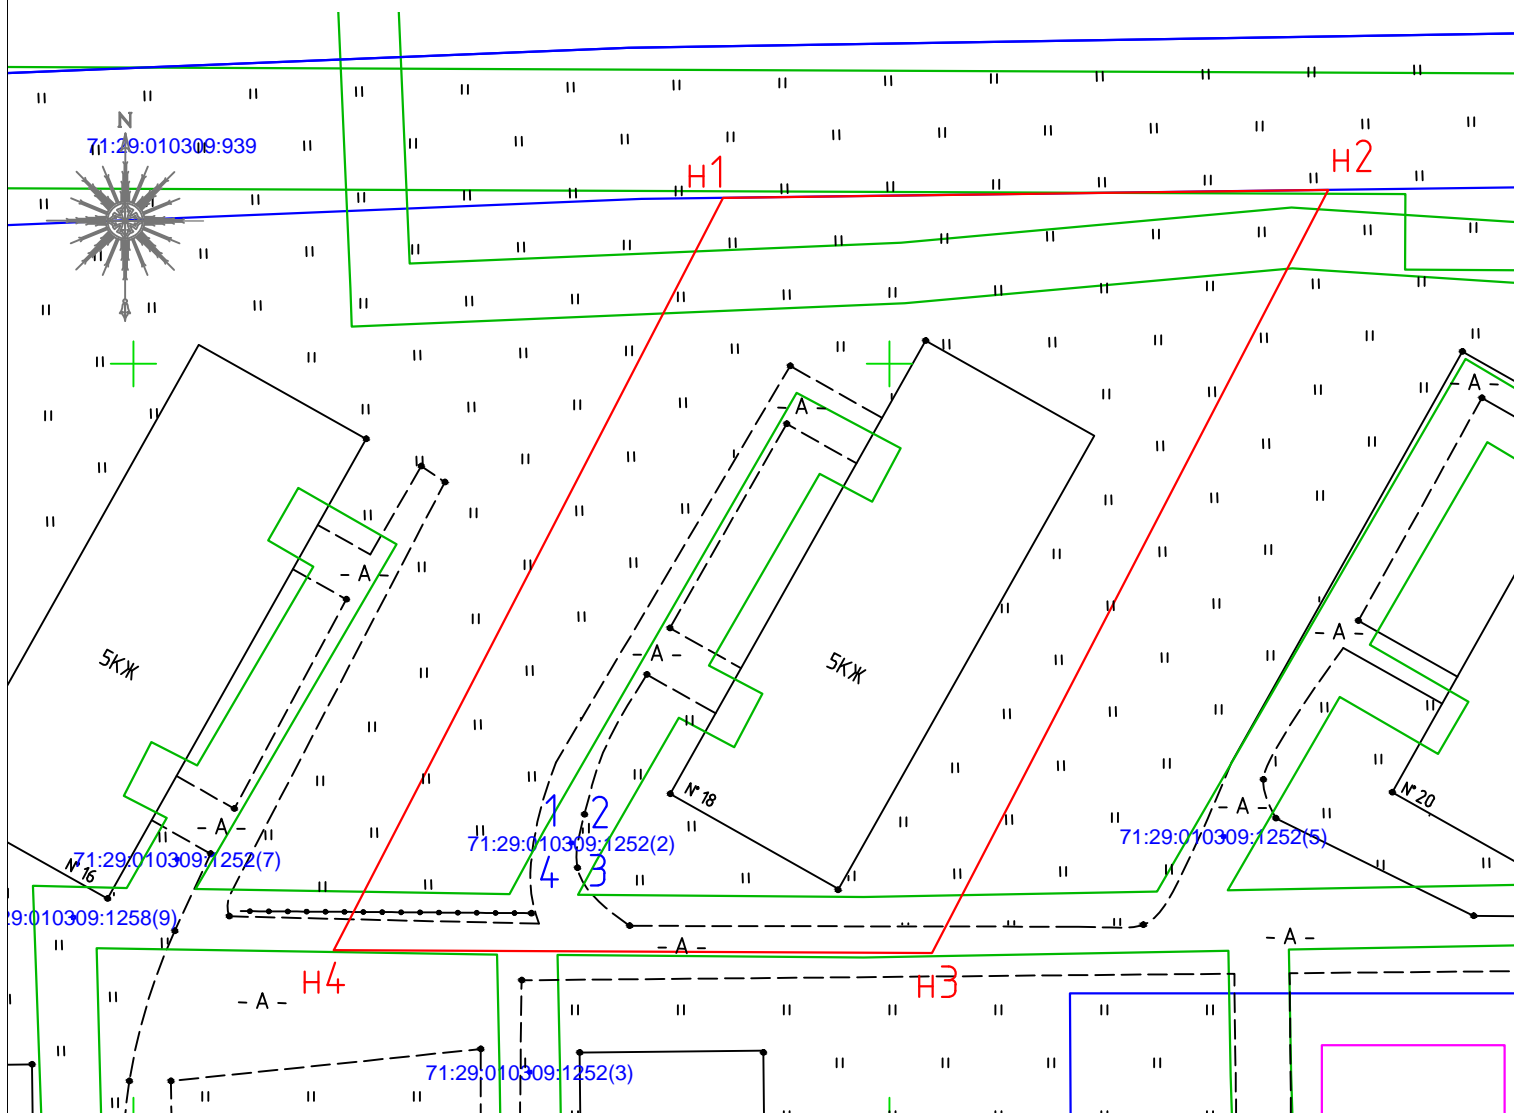 N
71:29:010309:939
Н1
Н2
- А -
- А -
- А -
- А -
- А -
5КЖ
5КЖ
1 2
№18
№20
- А -
- А -
71:29:010309:1252(2)
71:29:010309:1252(5)
71:29:010309:1252(7)
4 3
№16
29:010309:1258(9)
- А -
- А -
Н4
Н3
- А -
71:29:010309:1252(3)